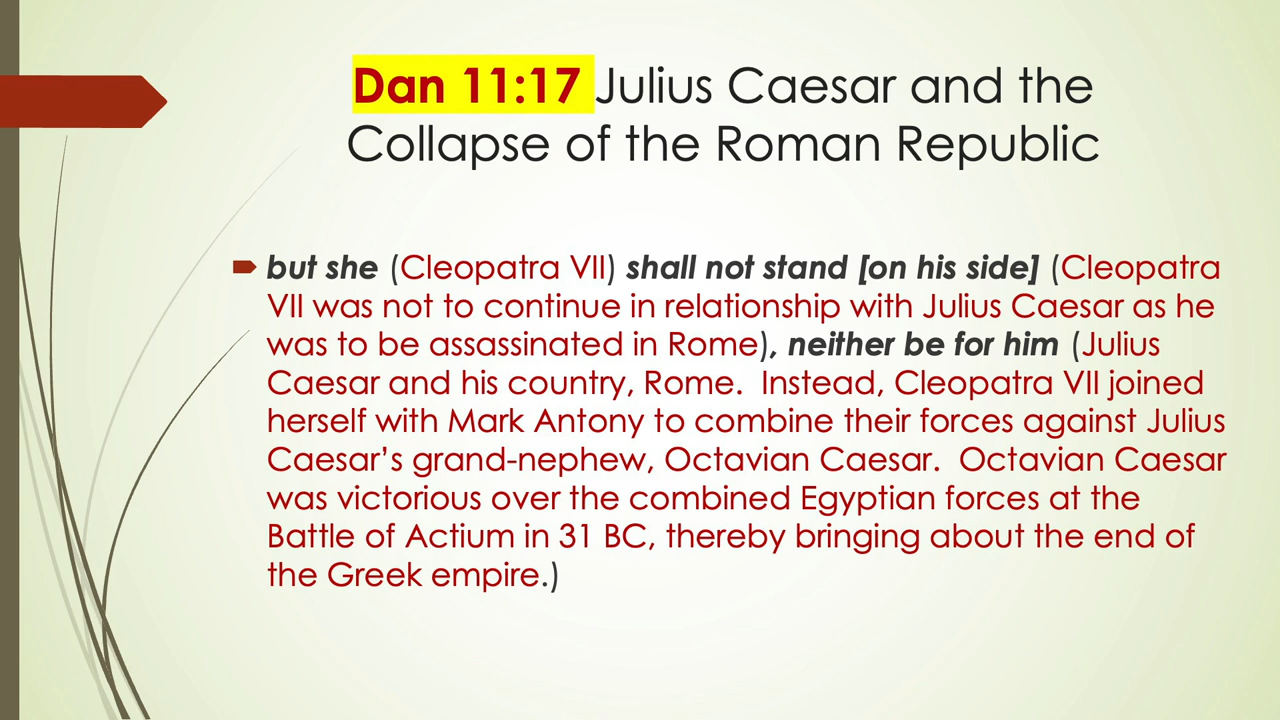 Dan 11:17 Julius Caesar and the
Collapse of the Roman Republic
but she (Cleopatra VII) shall not stand [on his side] (Cleopatra
VII was not to continue in relationship with Julius Caesar as he
was to be assassinated in Rome), neither be for him (Julius
Caesar and his country, Rome.  Instead, Cleopatra VII joined
herself with Mark Antony to combine their forces against Julius
Caesar’s grand-nephew, Octavian Caesar.  Octavian Caesar
was victorious over the combined Egyptian forces at the
Battle of Actium in 31 BC, thereby bringing about the end of
the Greek empire.)